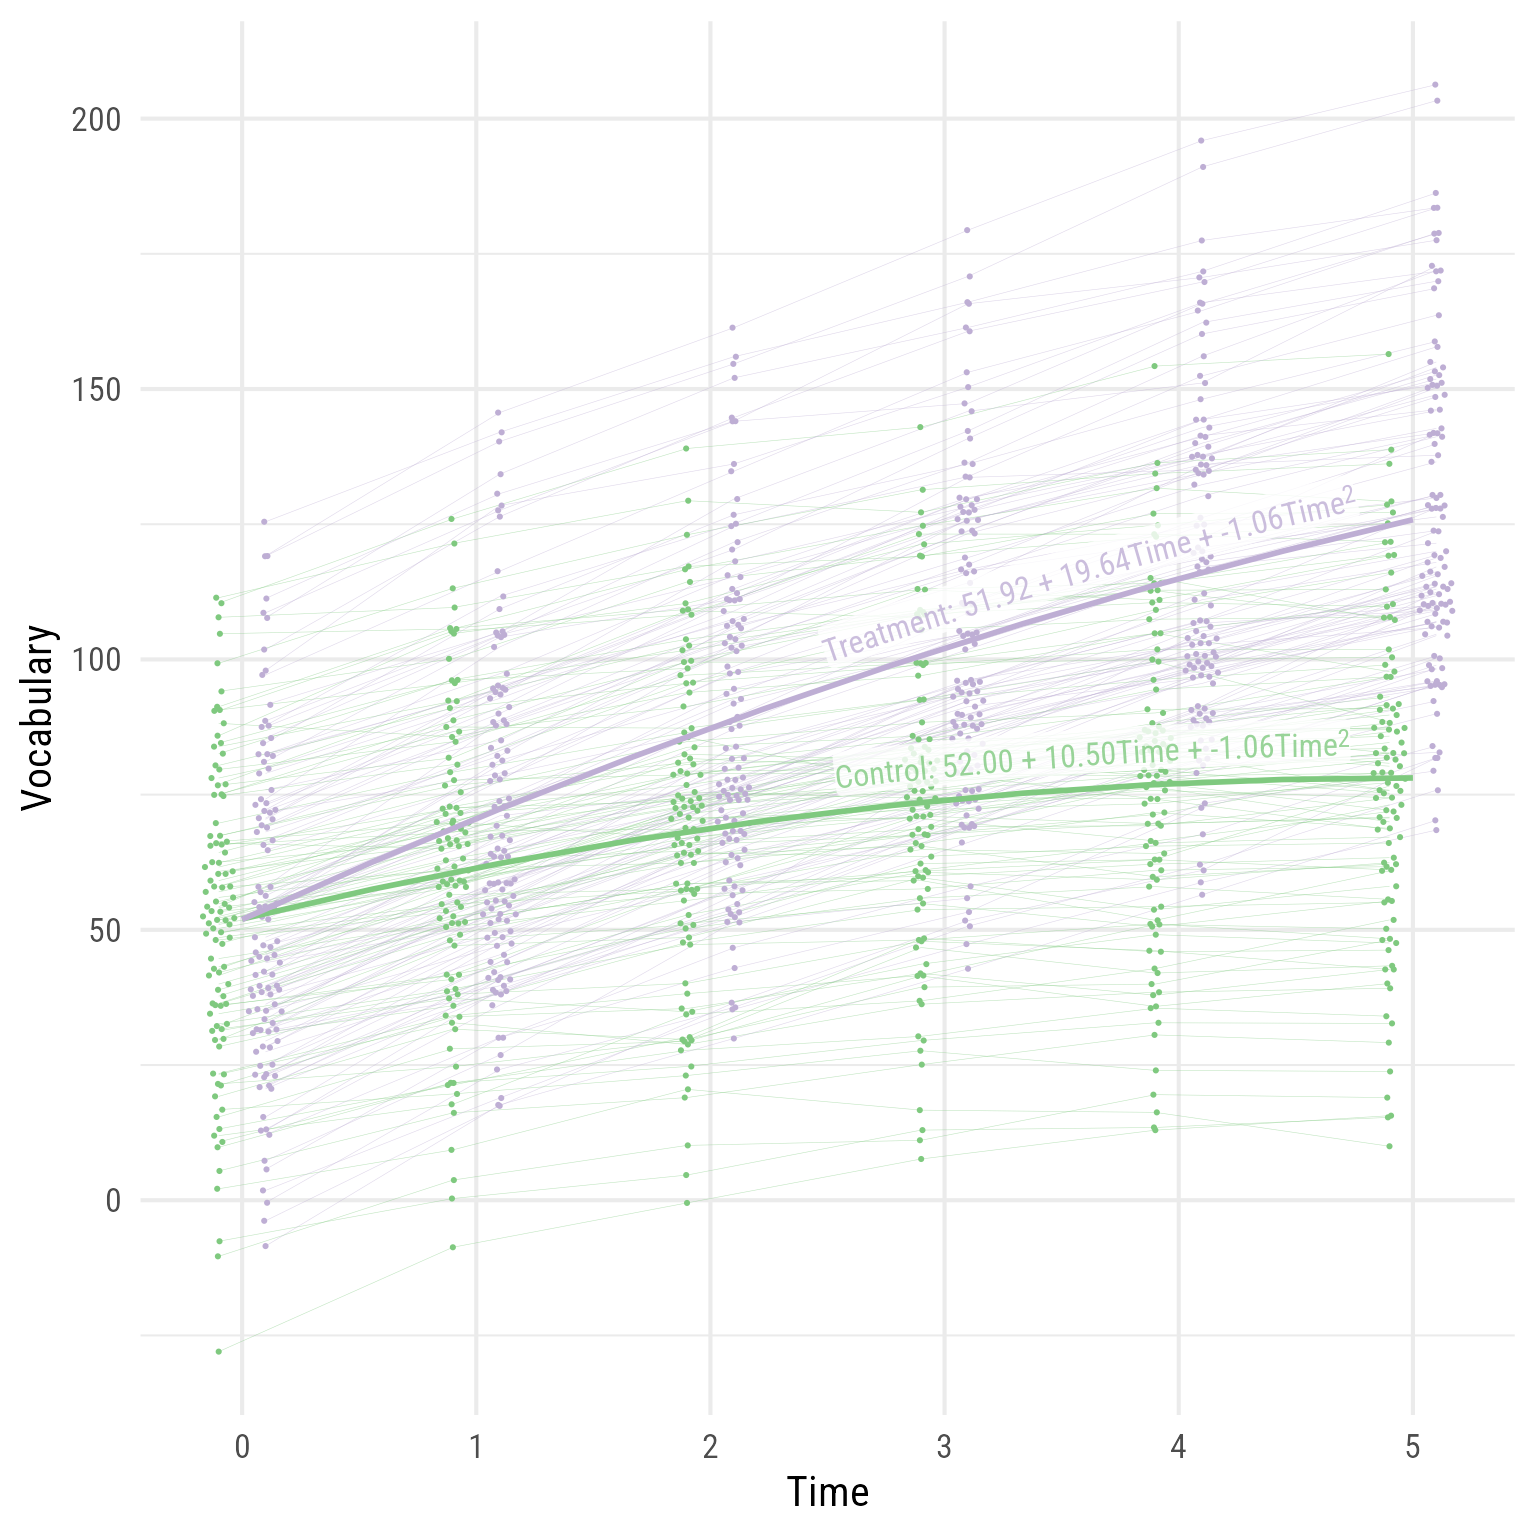 Vocabulary
200
150
100
50
0
Treatment: 51.92 + 19.64Time + -1.06Time²
Control: 52.00 + 10.50Time + -1.06Time²
0 1 2 3 4 5
Time